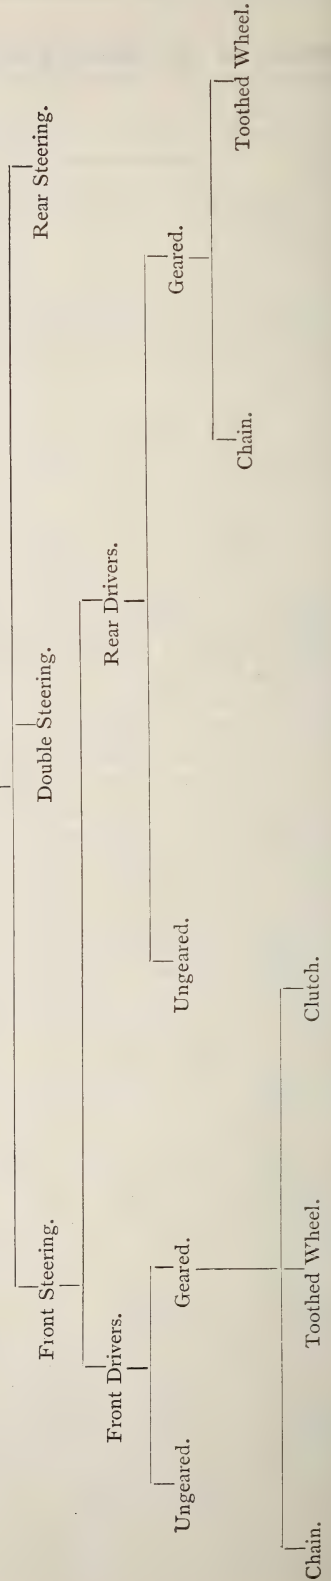 Front Steering. Double Steering. Rear Steering.
Front Drivers. Rear Drivers.
Ungeared. Geared. Ungeared. Geared.
Chain. Toothed Wheel.
Chain. Toothed Wheel. Clutch.